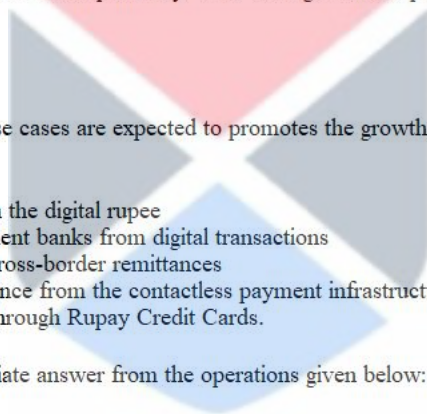 se cases are expected to promotes the growth
the digital rupee
ent banks from digital transactions
ross-border remittances
nce from the contactless payment infrastruct
hrough Rupay Credit Cards.
iate answer from the operations given below: